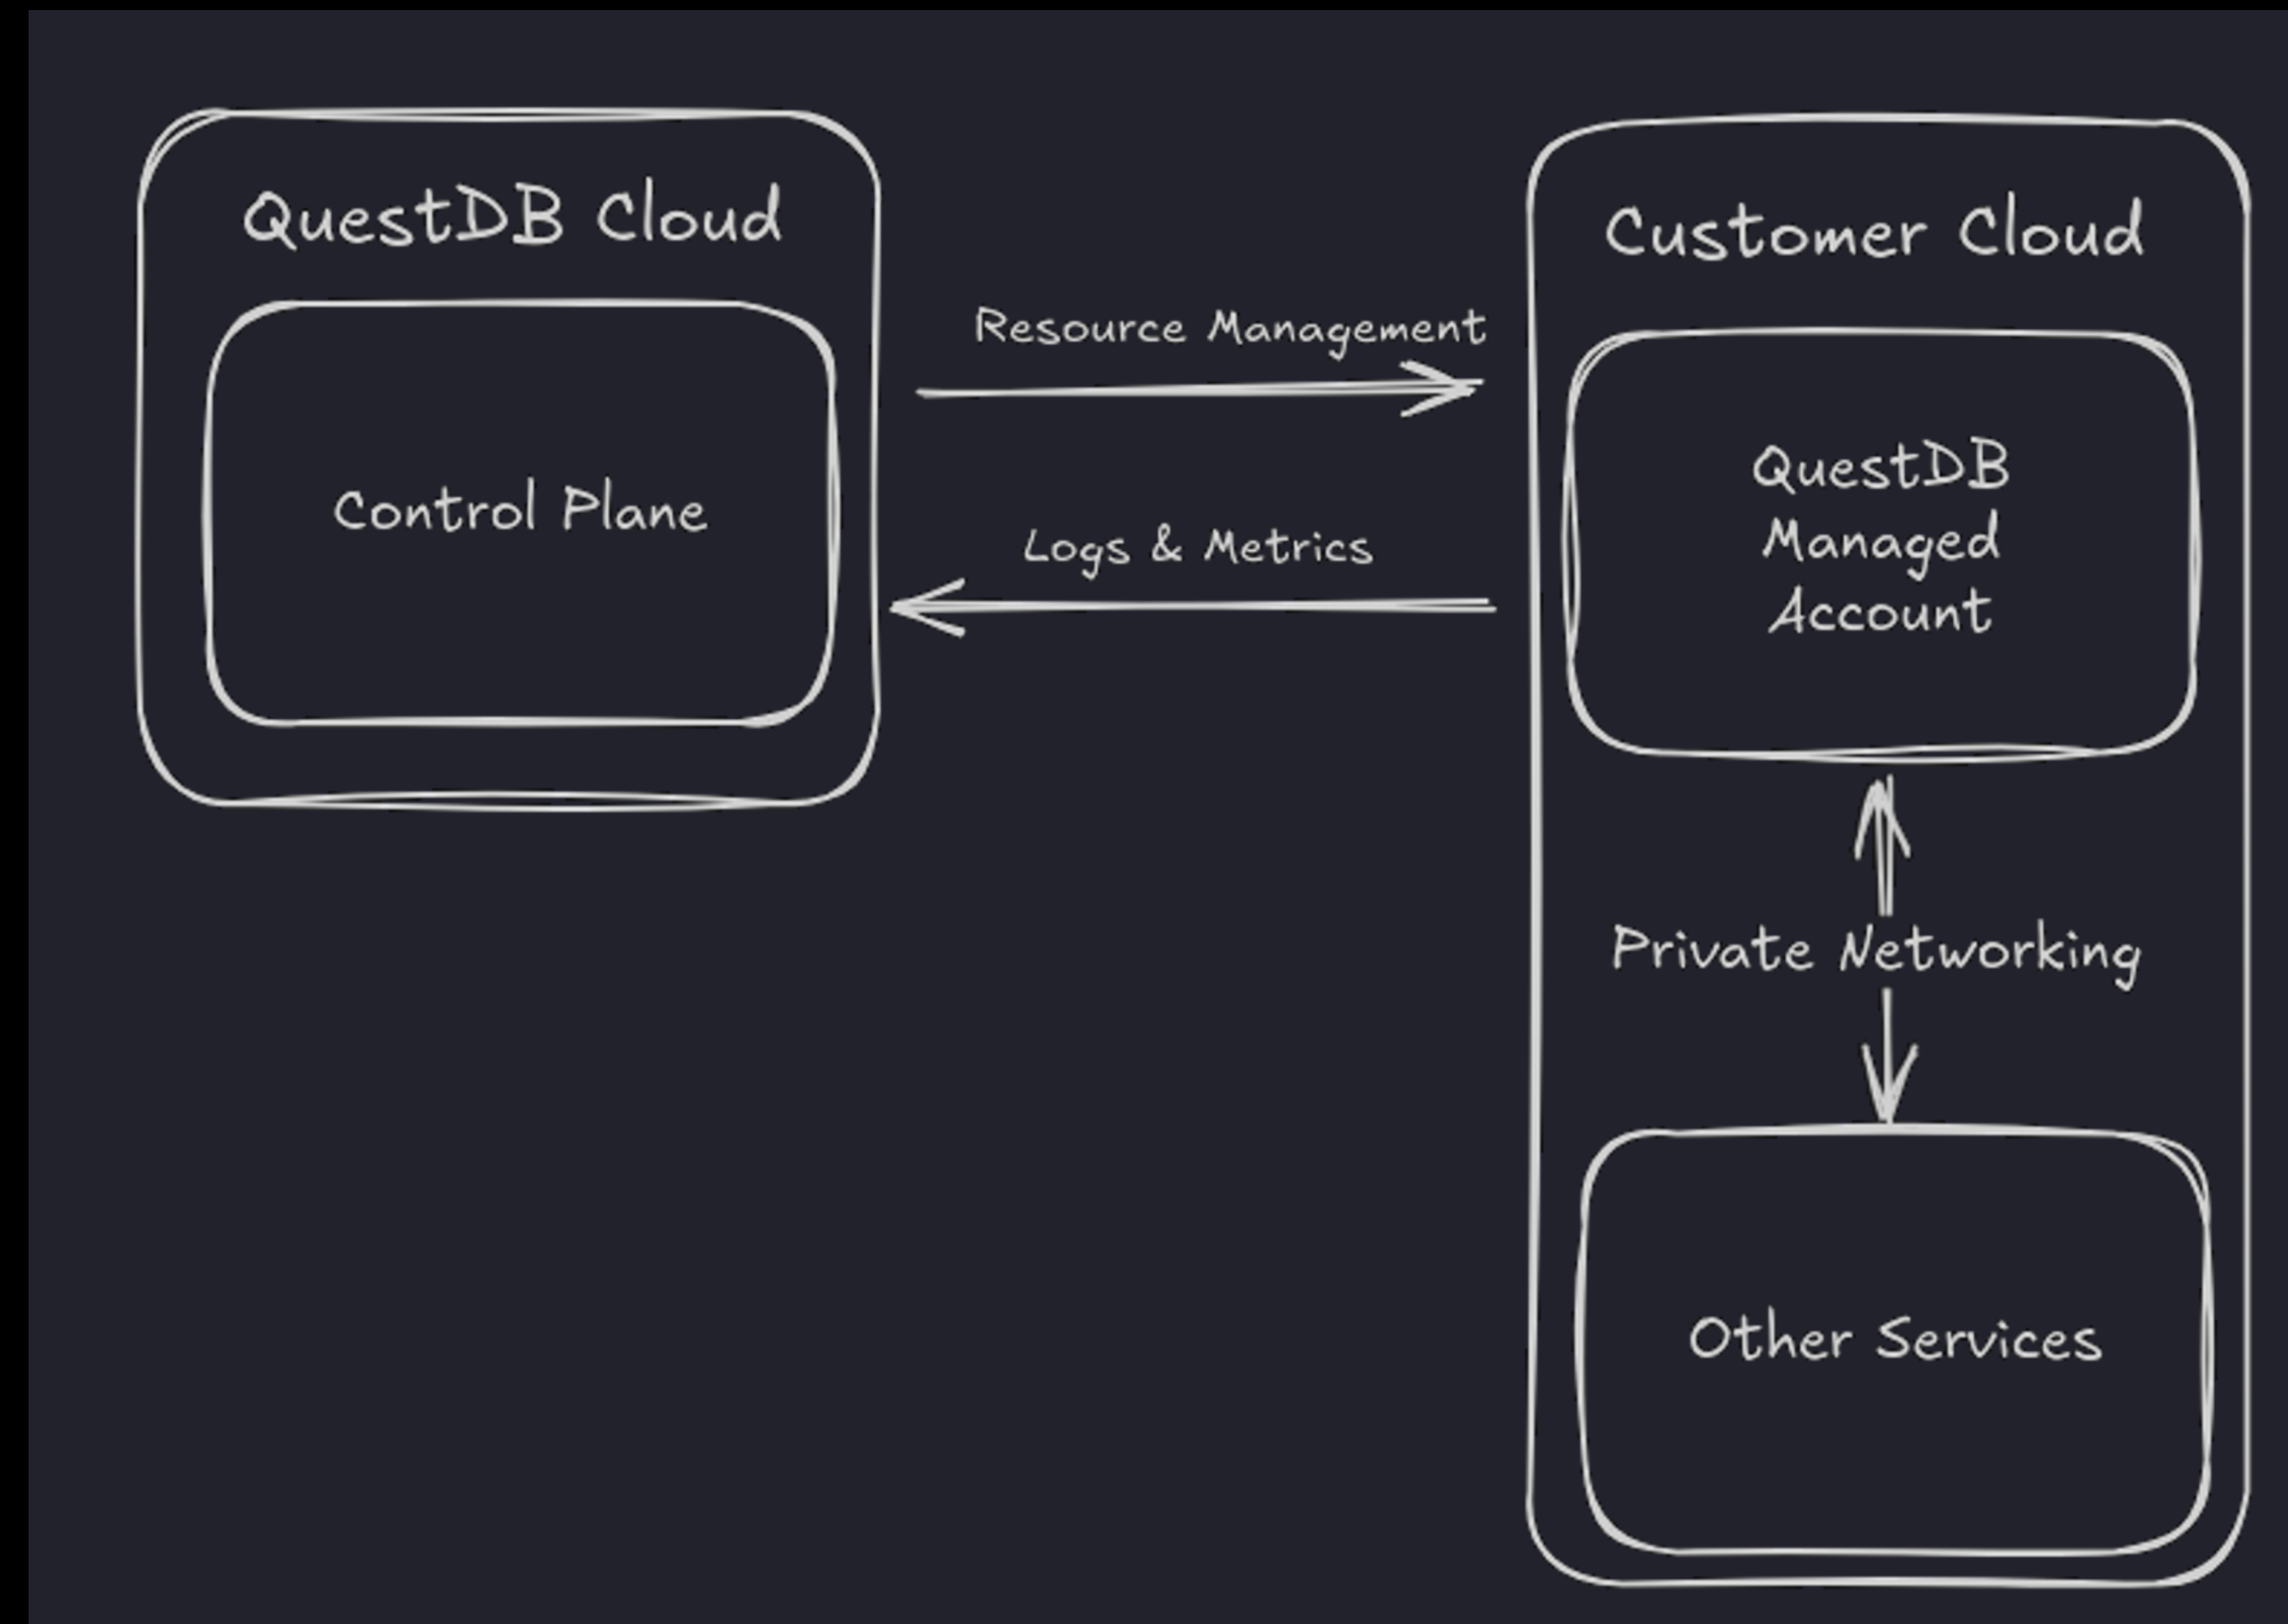 QuestDB Cloud
Control Plane
Resource Management
Logs & Metrics
Customer Cloud
QuestDB
Managed
Account
Private Networking
Other Services